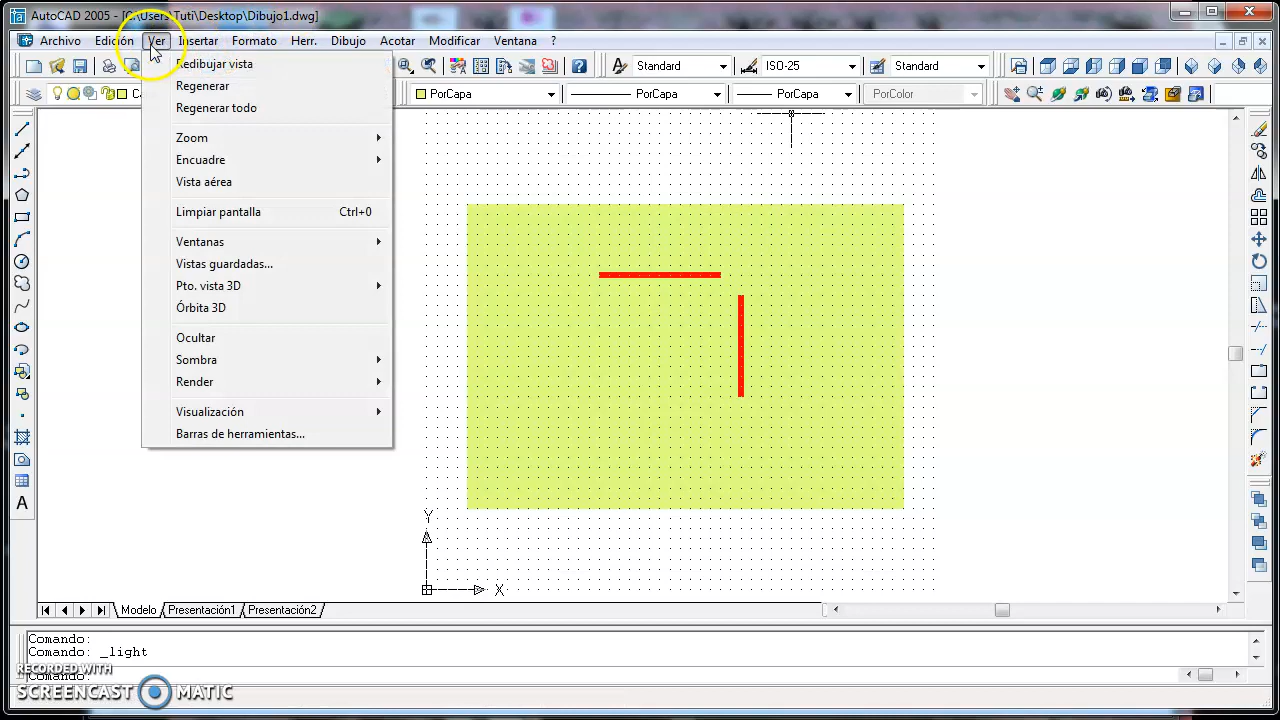 AutoCAD 2005 - [C:\Users\Tuti\Desktop\Dibujo1.dwg]
Archivo Edición Ver Insertar Formato Herr. Dibujo Acotar Modificar Ventana ?
Standard ISO-25 Standard
PorCapa PorCapa PorCapa PorColor
Redibujar vista
Regenerar
Regenerar todo
Zoom
Encuadre
Vista aérea
Limpiar pantalla Ctrl+0
Ventanas
Vistas guardadas...
Pto. vista 3D
Órbita 3D
Ocultar
Sombra
Render
Visualización
Barras de herramientas...
A
Y
X
Modelo Presentación1 Presentación2
Comando:
Comando: _light
Comando:
RECORDED WITH
SCREENCAST MATIC